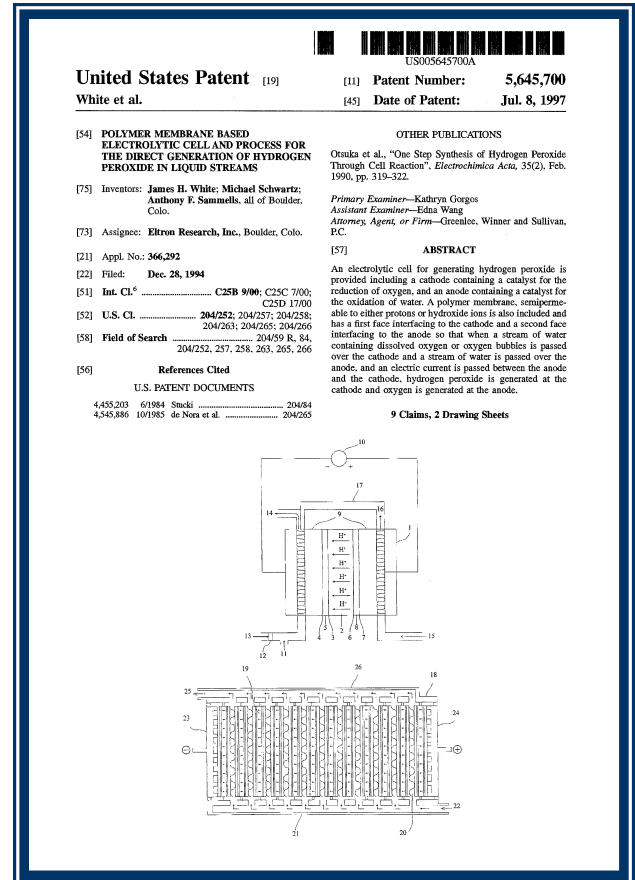 US005645700A
United States Patent [19]
White et al.
[11] Patent Number: 5,645,700
[45] Date of Patent: Jul. 8, 1997
[54] POLYMER MEMBRANE BASED
ELECTROLYTIC CELL AND PROCESS FOR
THE DIRECT GENERATION OF HYDROGEN
PEROXIDE IN LIQUID STREAMS
[75] Inventors: James H. White; Michael Schwartz;
Anthony F. Sammells, all of Boulder,
Colo.
[73] Assignee: Eltron Research, Inc., Boulder, Colo.
[21] Appl. No.: 366,292
[22] Filed: Dec. 28, 1994
[51] Int. Cl.6 ................................ C25B 9/00; C25C 7/00;
C25D 17/00
[52] U.S. Cl. .......................... 204/252; 204/257; 204/258;
204/263; 204/265; 204/266
[58] Field of Search ................................ 204/59 R, 84,
204/252, 257, 258, 263, 265, 266
[56] References Cited
U.S. PATENT DOCUMENTS
4,455,203 6/1984 Stucki ................................ 204/84
4,545,886 10/1985 de Nora et al. ........................ 204/265
OTHER PUBLICATIONS
Otsuka et al., "One Step Synthesis of Hydrogen Peroxide
Through Cell Reaction", Electrochimica Acta, 35(2), Feb.
1990, pp. 319–322.
Primary Examiner—Kathryn Gorgos
Assistant Examiner—Edna Wang
Attorney, Agent, or Firm—Greenlee, Winner and Sullivan,
P.C.
[57] ABSTRACT
An electrolytic cell for generating hydrogen peroxide is
provided including a cathode containing a catalyst for the
reduction of oxygen, and an anode containing a catalyst for
the oxidation of water. A polymer membrane, semiperme-
able to either protons or hydroxide ions is also included and
has a first face interfacing to the cathode and a second face
interfacing to the anode so that when a stream of water
containing dissolved oxygen or oxygen bubbles is passed
over the cathode and a stream of water is passed over the
anode, and an electric current is passed between the anode
and the cathode, hydrogen peroxide is generated at the
cathode and oxygen is generated at the anode.
9 Claims, 2 Drawing Sheets
10
− +
17
14 9 16
1
H+
H+
H+
H+
H+
H+
13 5 2 8 15
4 3 6 7
12 11
26
19 18
25
23 24
− +
22
21 20